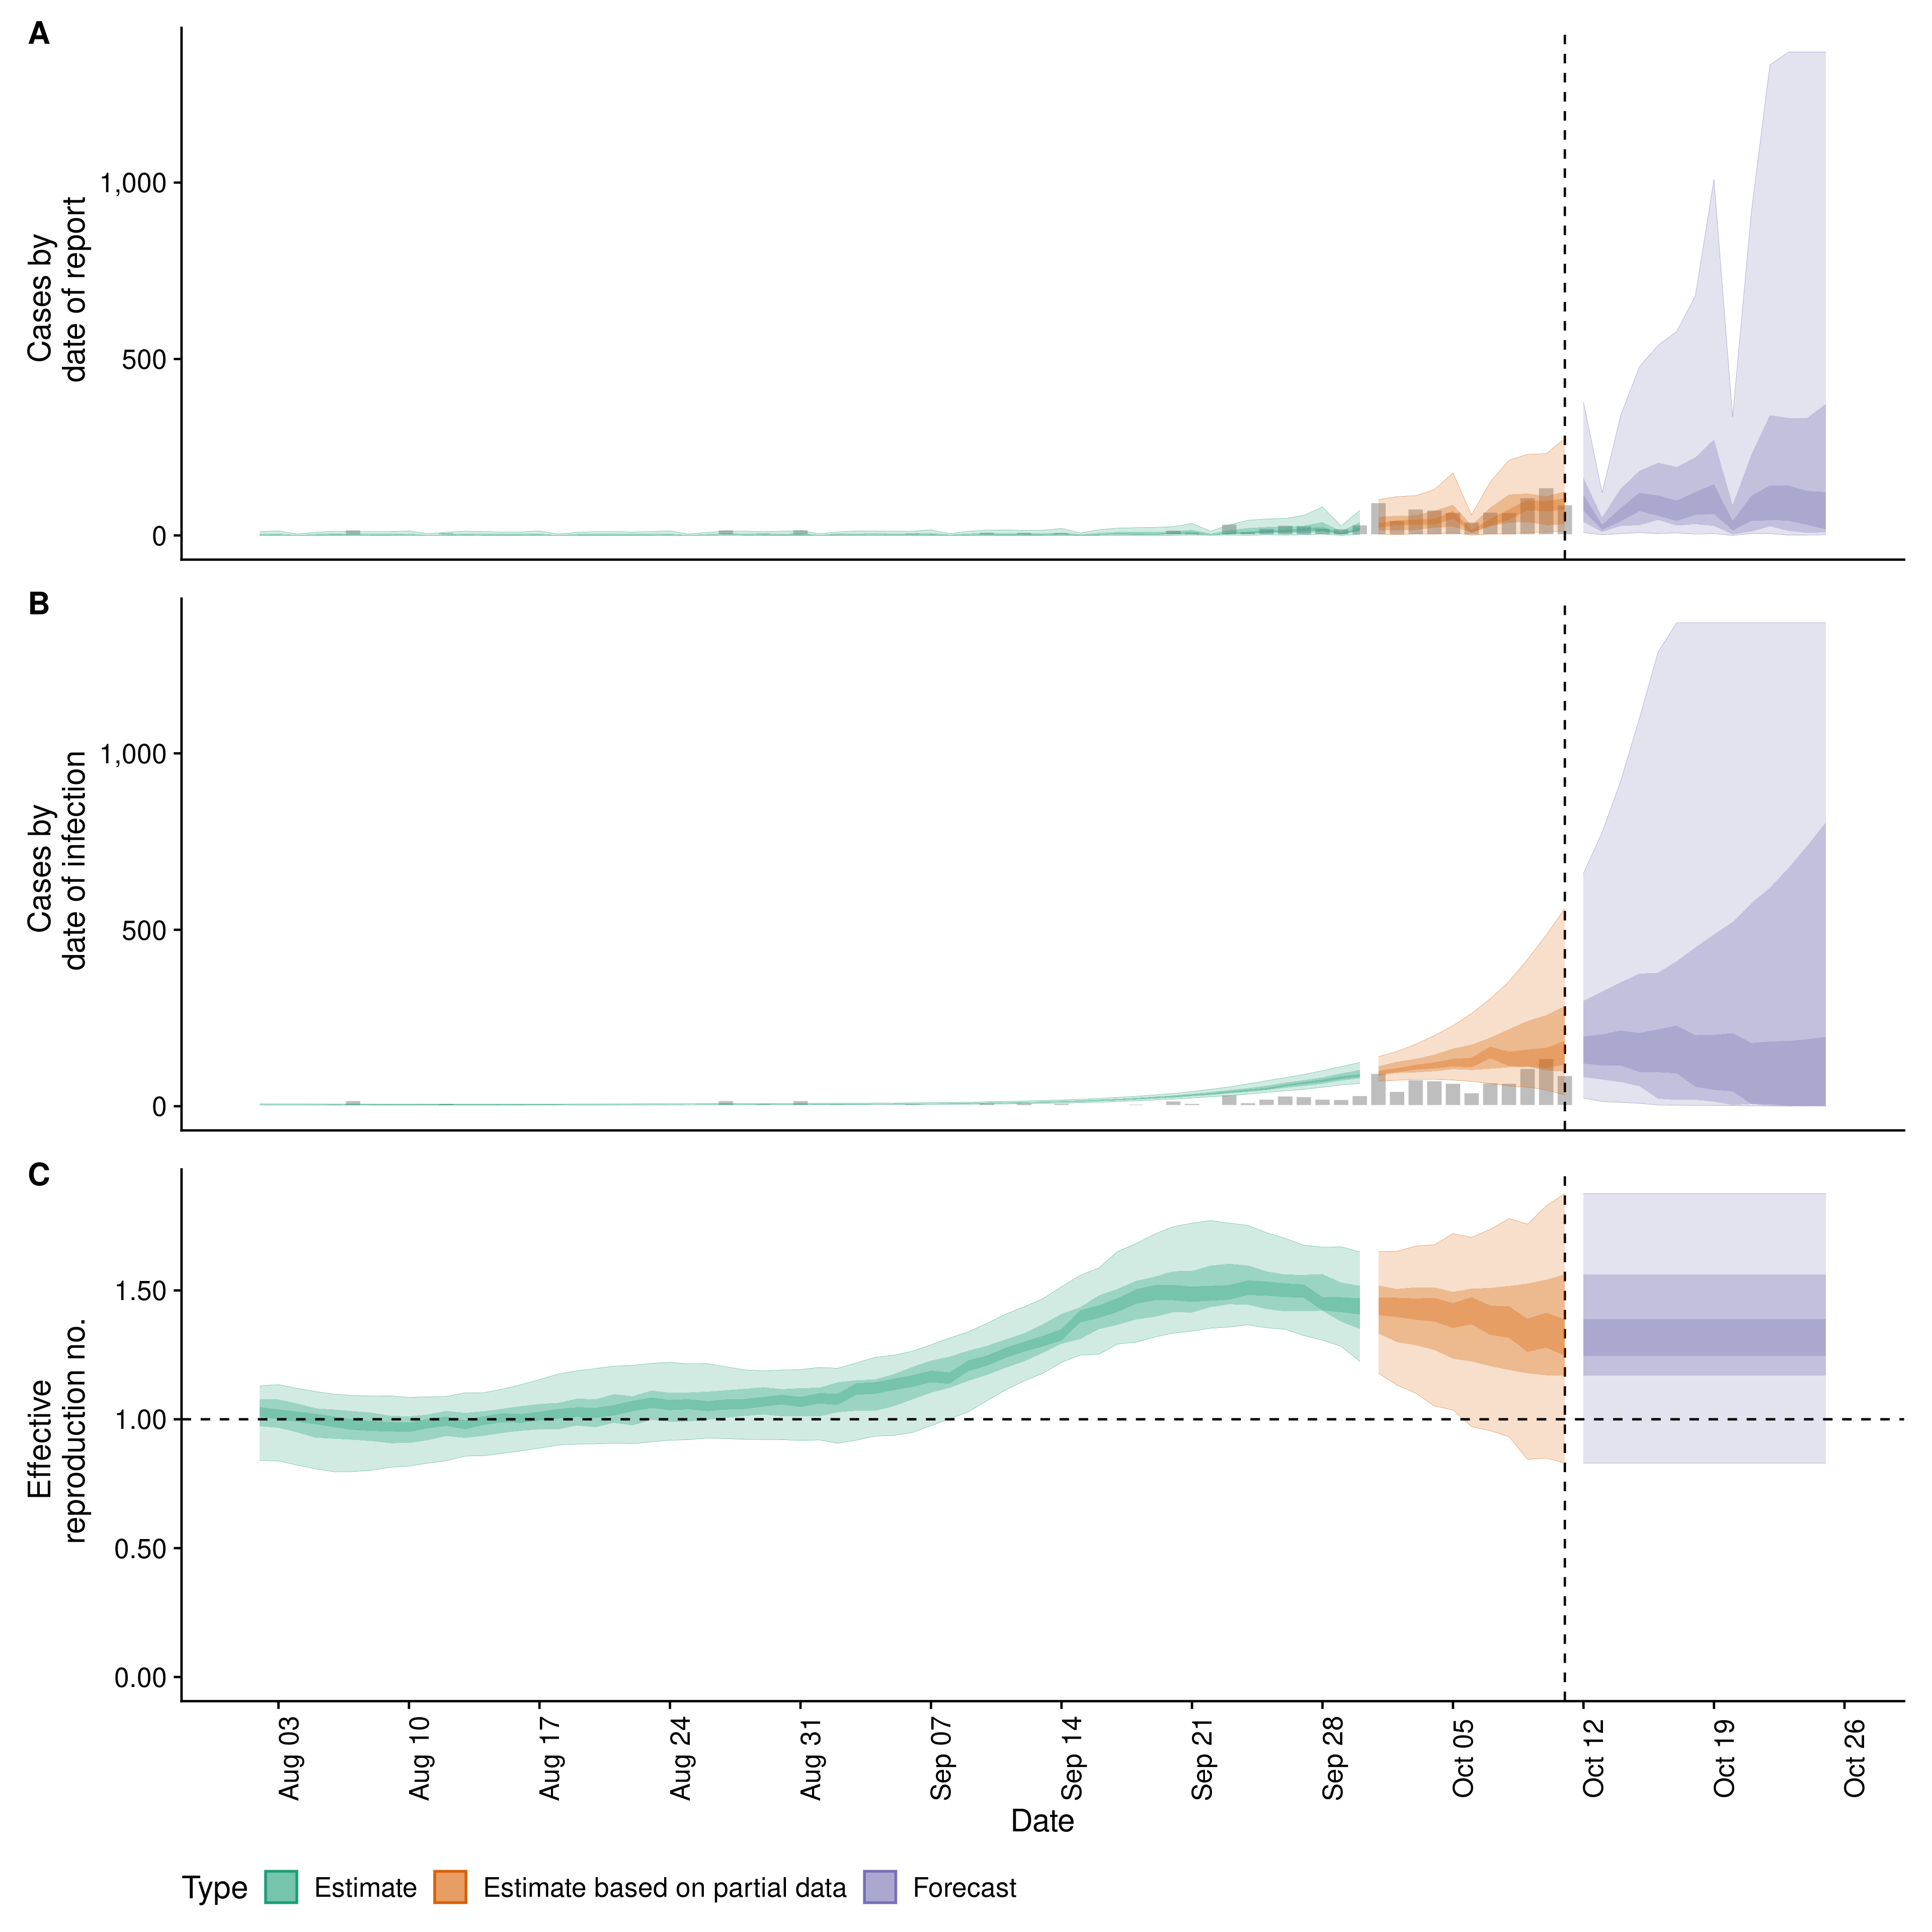 A
Cases by
date of report
1,000
500
0
B
Cases by
date of infection
1,000
500
0
C
Effective
reproduction no.
1.50
1.00
0.50
0.00
Aug 03
Aug 10
Aug 17
Aug 24
Aug 31
Sep 07
Sep 14
Sep 21
Sep 28
Oct 05
Oct 12
Oct 19
Oct 26
Date
Type Estimate Estimate based on partial data Forecast